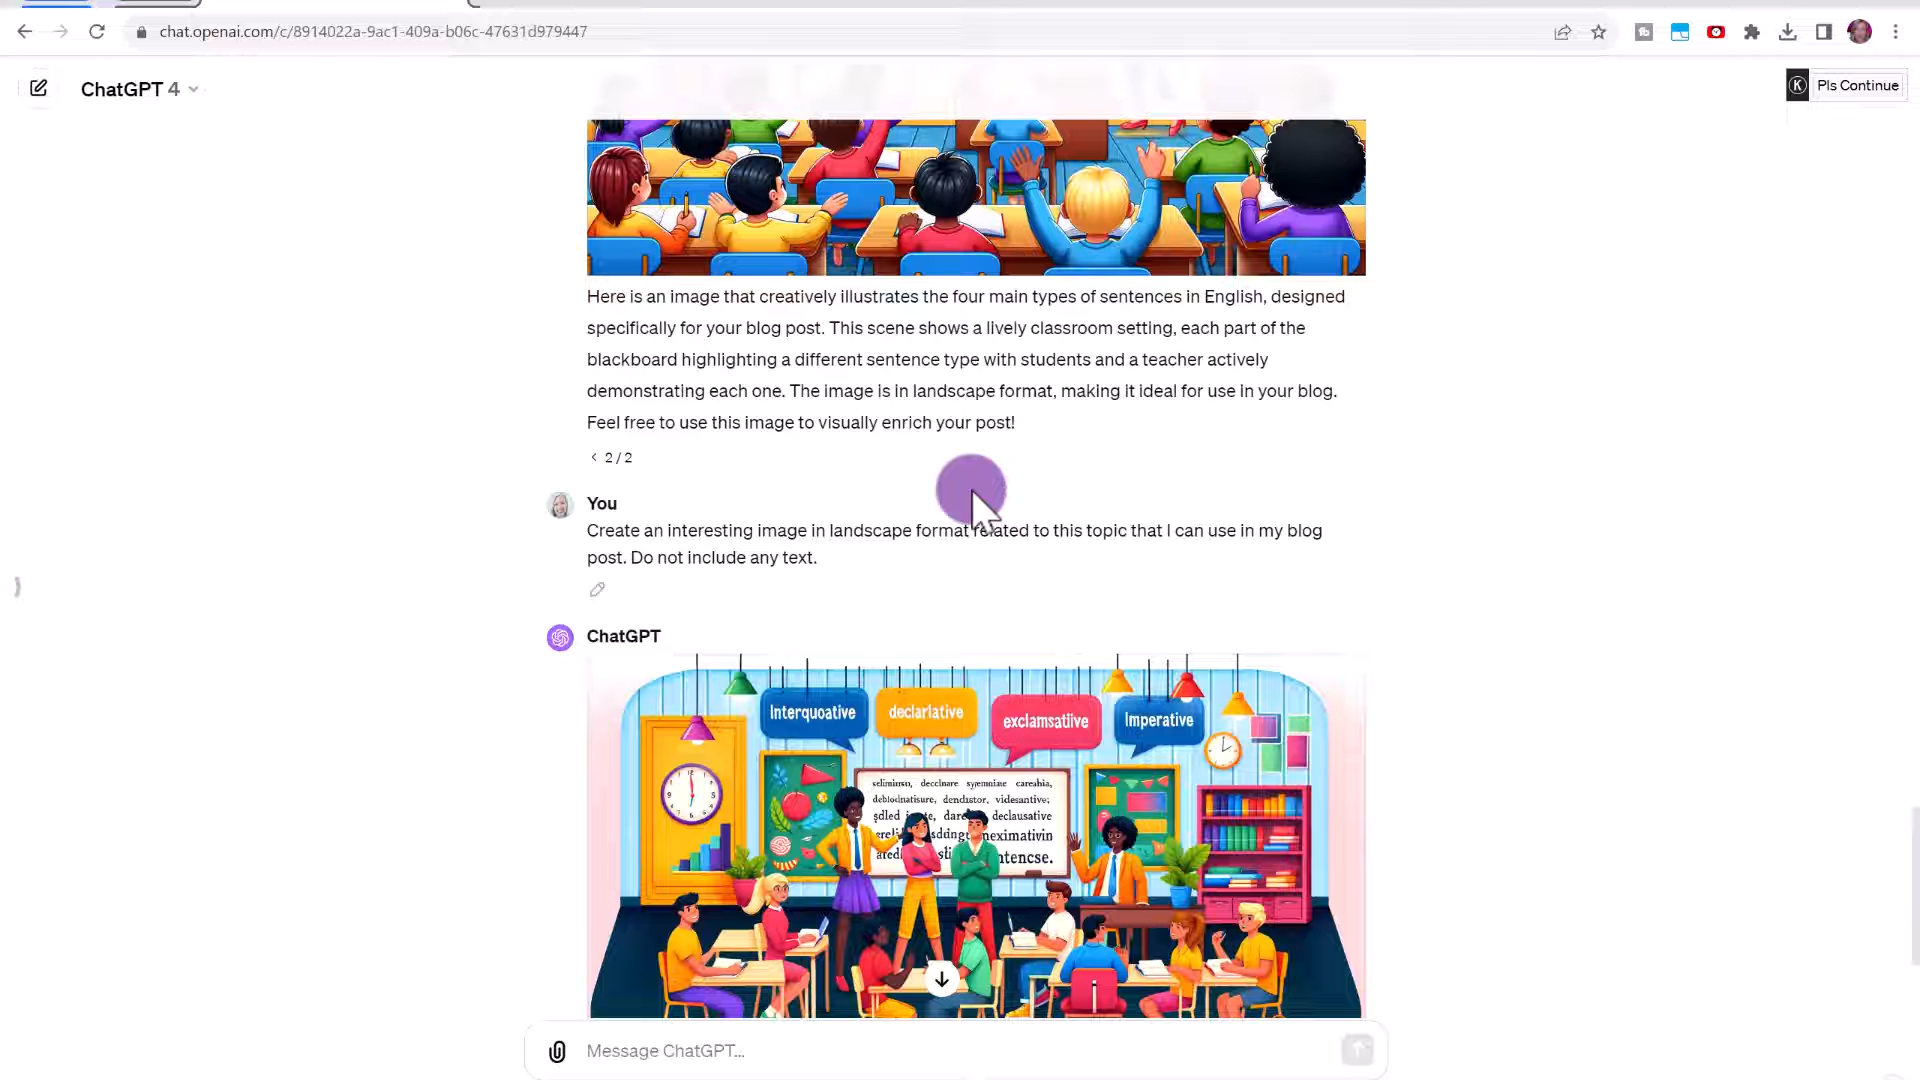 chat.openai.com/c/8914022a-9ac1-409a-b06c-47631d979447
ChatGPT 4
Pls Continue
Here is an image that creatively illustrates the four main types of sentences in English, designed
specifically for your blog post. This scene shows a lively classroom setting, each part of the
blackboard highlighting a different sentence type with students and a teacher actively
demonstrating each one. The image is in landscape format, making it ideal for use in your blog.
Feel free to use this image to visually enrich your post!
2 / 2
You
Create an interesting image in landscape format related to this topic that I can use in my blog
post. Do not include any text.
ChatGPT
Interquoative
declarlative
exclamsatiive
Imperative
Message ChatGPT...